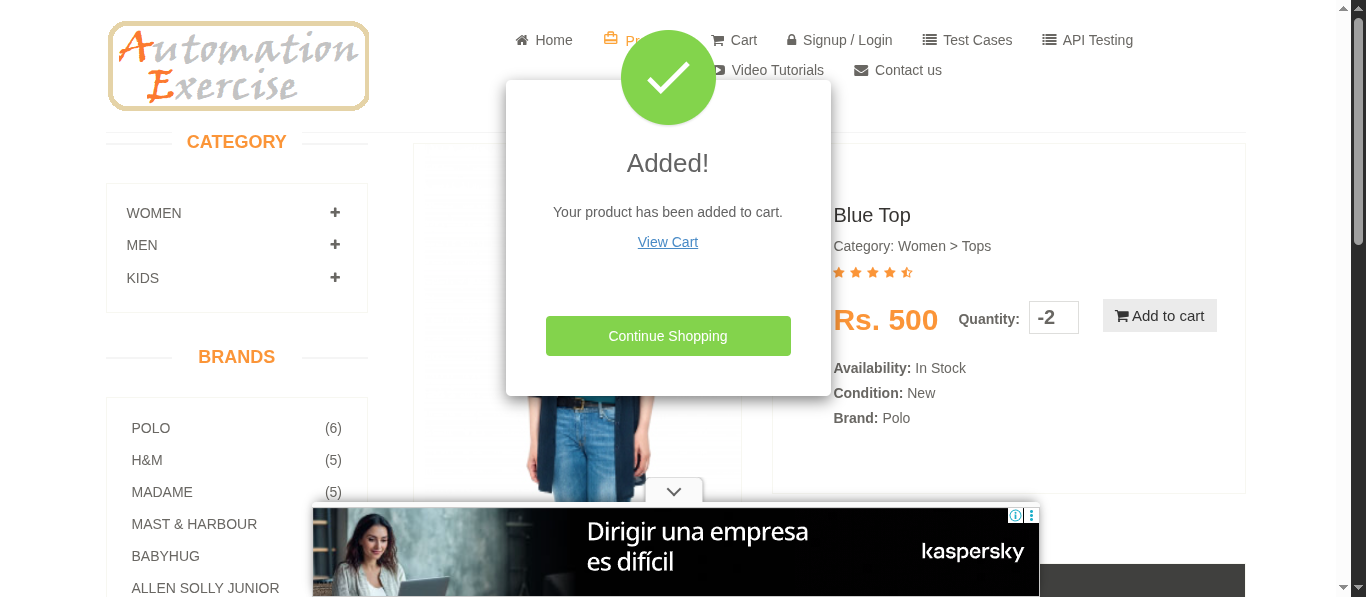 Automation
Exercise
Home
Pr
Cart
Signup / Login
Test Cases
API Testing
Video Tutorials
Contact us
CATEGORY
WOMEN
MEN
KIDS
BRANDS
POLO (6)
H&M (5)
MADAME (5)
MAST & HARBOUR
BABYHUG
ALLEN SOLLY JUNIOR
Added!
Your product has been added to cart.
View Cart
Continue Shopping
Blue Top
Category: Women > Tops
Rs. 500 Quantity: -2 Add to cart
Availability: In Stock
Condition: New
Brand: Polo
Dirigir una empresa
es difícil
kaspersky